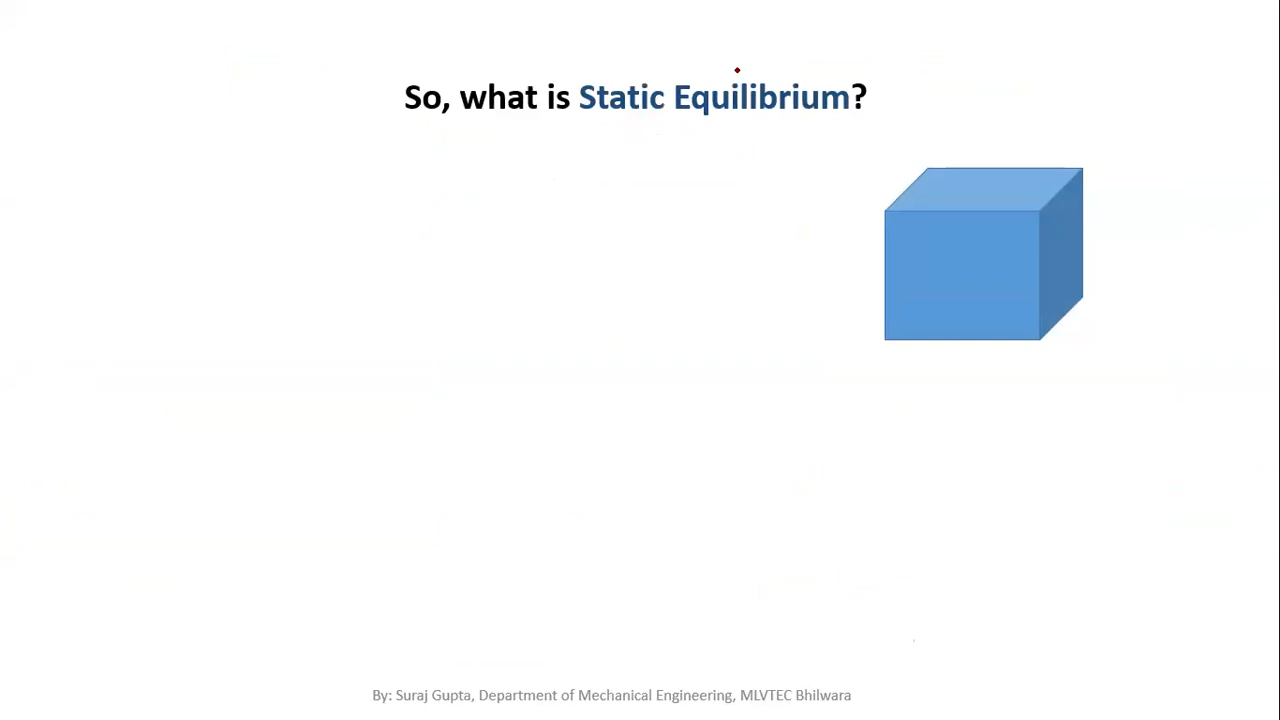 So, what is Static Equilibrium?
By: Suraj Gupta, Department of Mechanical Engineering, MLVTEC Bhilwara